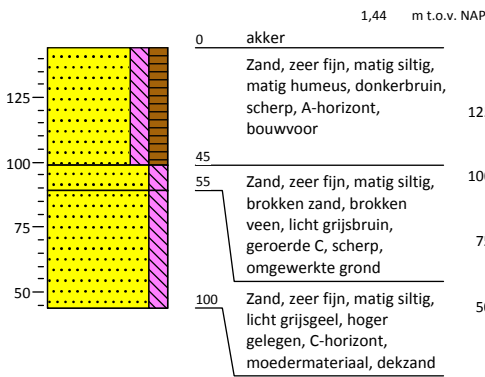 1,44 m t.o.v. NAP
0 akker
Zand, zeer fijn, matig siltig,
matig humeus, donkerbruin,
scherp, A-horizont,
bouwvoor
125
100
75
50
45
55
Zand, zeer fijn, matig siltig,
brokken zand, brokken
veen, licht grijsbruin,
geroerde C, scherp,
omgewerkte grond
100
Zand, zeer fijn, matig siltig,
licht grijsgeel, hoger
gelegen, C-horizont,
moedermateriaal, dekzand